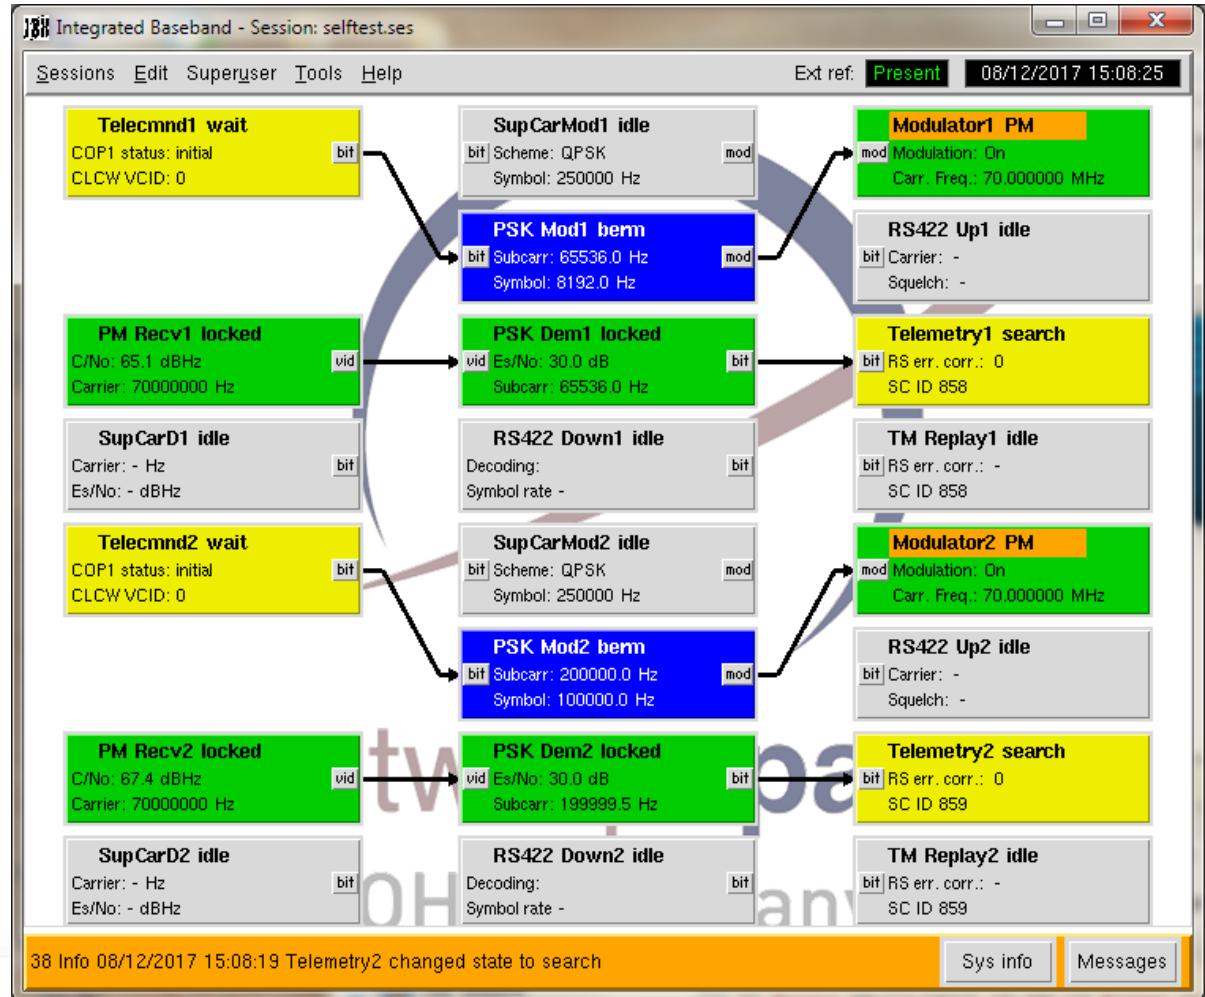 Integrated Baseband - Session: selftest.ses
Sessions Edit Superuser Tools Help Ext ref: Present 08/12/2017 15:08:25
Telecmnd1 wait
COP1 status: initial bit
CLCW VCID: 0
SupCarMod1 idle
bit Scheme: QPSK mod
Symbol: 250000 Hz
Modulator1 PM
mod Modulation: On
Carr. Freq.: 70.000000 MHz
PSK Mod1 berm
bit Subcarr: 65536.0 Hz mod
Symbol: 8192.0 Hz
RS422 Up1 idle
bit Carrier: -
Squelch: -
PM Recv1 locked
C/No: 65.1 dBHz vid
Carrier: 70000000 Hz
PSK Dem1 locked
vid Es/No: 30.0 dB bit
Subcarr: 65536.0 Hz
Telemetry1 search
bit RS err. corr.: 0
SC ID 858
SupCarD1 idle
Carrier: - Hz bit
Es/No: - dBHz
RS422 Down1 idle
Decoding: bit
Symbol rate -
TM Replay1 idle
bit RS err. corr.: -
SC ID 858
Telecmnd2 wait
COP1 status: initial bit
CLCW VCID: 0
SupCarMod2 idle
bit Scheme: QPSK mod
Symbol: 250000 Hz
Modulator2 PM
mod Modulation: On
Carr. Freq.: 70.000000 MHz
PSK Mod2 berm
bit Subcarr: 200000.0 Hz mod
Symbol: 100000.0 Hz
RS422 Up2 idle
bit Carrier: -
Squelch: -
PM Recv2 locked
C/No: 67.4 dBHz vid
Carrier: 70000000 Hz
PSK Dem2 locked
vid Es/No: 30.0 dB bit
Subcarr: 199999.5 Hz
Telemetry2 search
bit RS err. corr.: 0
SC ID 859
SupCarD2 idle
Carrier: - Hz bit
Es/No: - dBHz
RS422 Down2 idle
Decoding: bit
Symbol rate -
TM Replay2 idle
bit RS err. corr.: -
SC ID 859
38 Info 08/12/2017 15:08:19 Telemetry2 changed state to search Sys info Messages